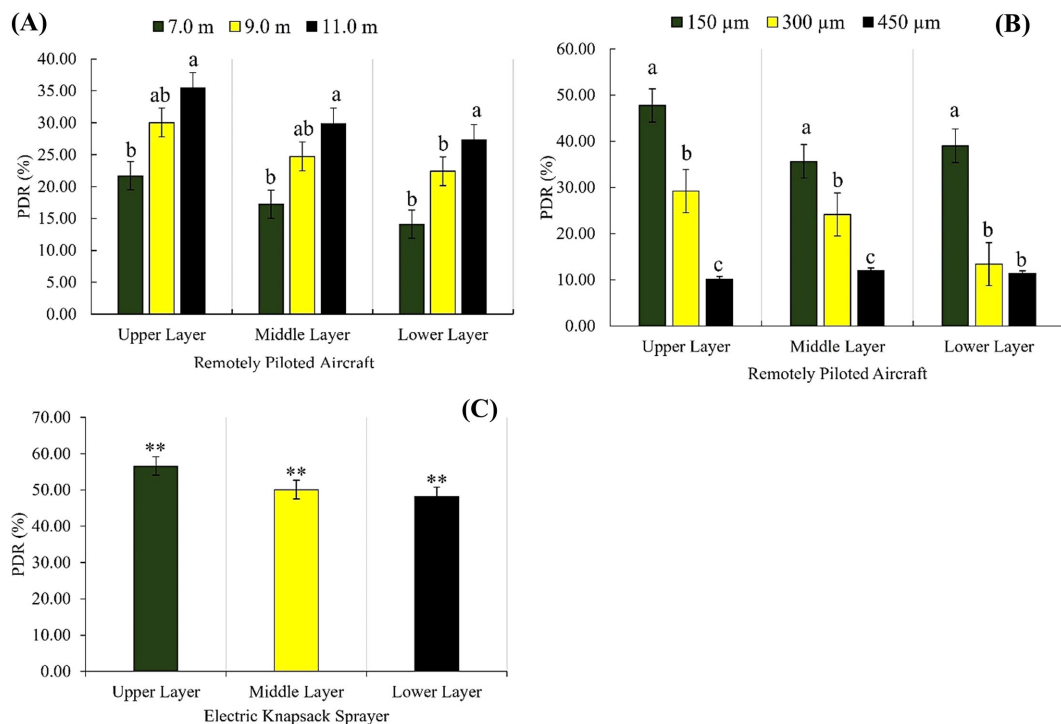 (A)
7.0 m 9.0 m 11.0 m
40.00
35.00
30.00
25.00
20.00
15.00
10.00
5.00
0.00
PDR (%)
b ab a
b ab a
b b a
Upper Layer Middle Layer Lower Layer
Remotely Piloted Aircraft
(B)
150 µm 300 µm 450 µm
60.00
50.00
40.00
30.00
20.00
10.00
0.00
PDR (%)
a b c
a b c
a b b
Upper Layer Middle Layer Lower Layer
Remotely Piloted Aircraft
(C)
70.00
60.00
50.00
40.00
30.00
20.00
10.00
0.00
PDR (%)
** ** **
Upper Layer Middle Layer Lower Layer
Electric Knapsack Sprayer